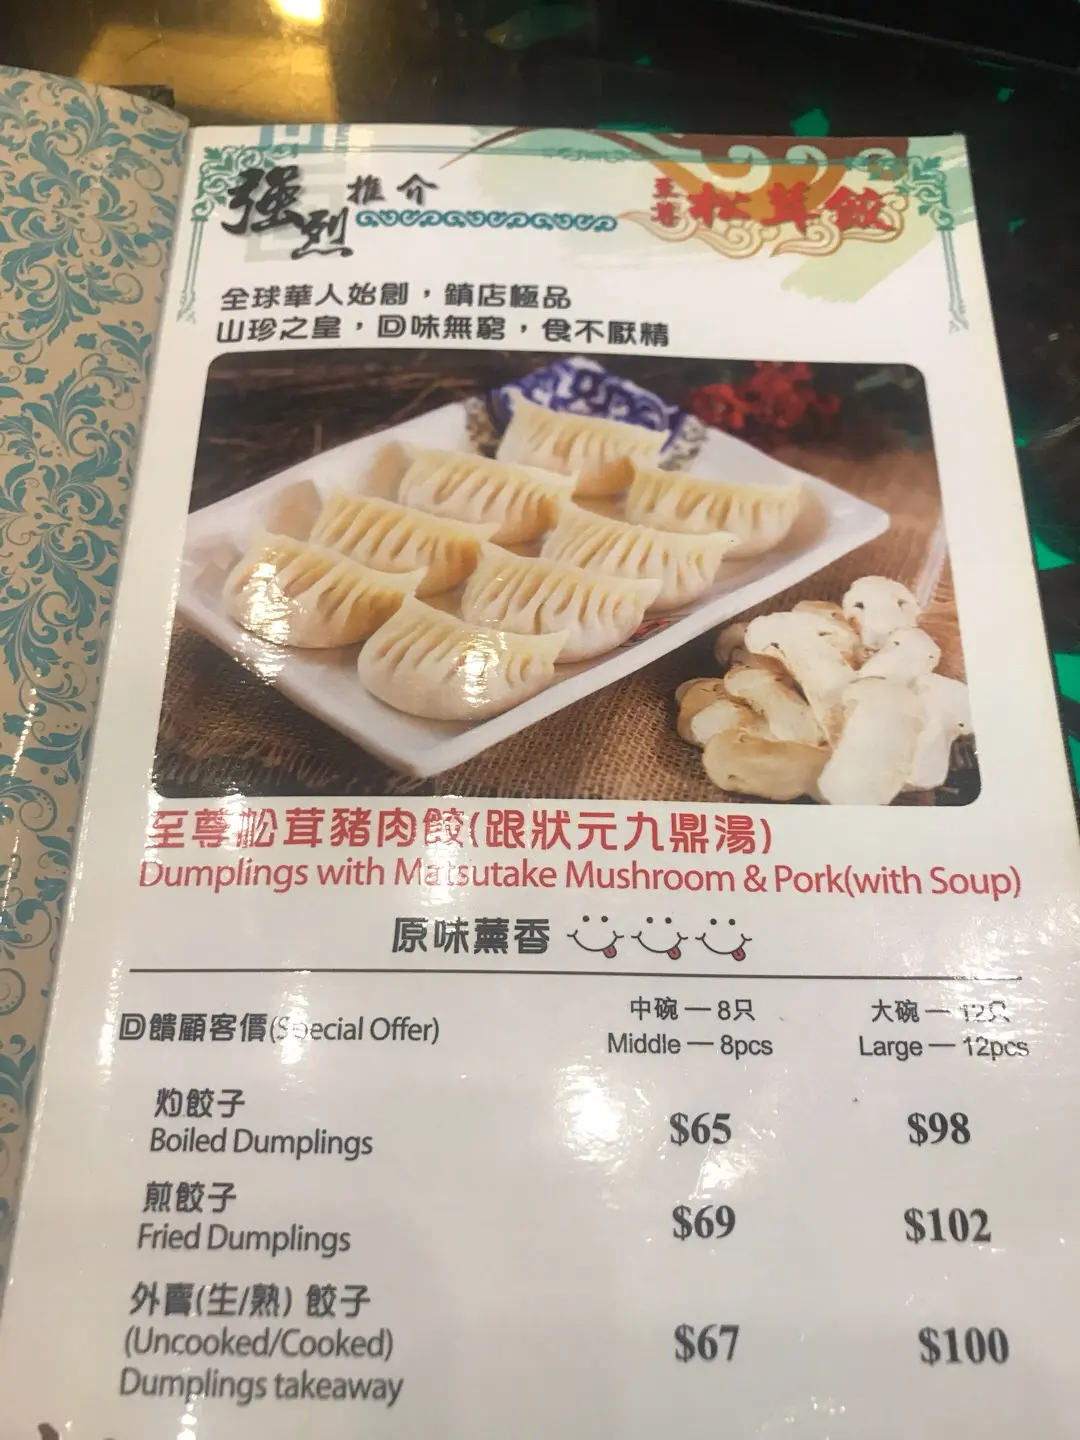 強烈推介
至尊松茸餃
全球華人始創，鎮店極品
山珍之皇，回味無窮，食不厭精
至尊松茸豬肉餃(跟狀元九鼎湯)
Dumplings with Matsutake Mushroom & Pork(with Soup)
原味薰香
回饋顧客價(Special Offer)
中碗 — 8只
大碗 — 12只
Middle — 8pcs
Large — 12pcs
灼餃子
Boiled Dumplings
$65
$98
煎餃子
Fried Dumplings
$69
$102
外賣(生/熟) 餃子
(Uncooked/Cooked)
Dumplings takeaway
$67
$100